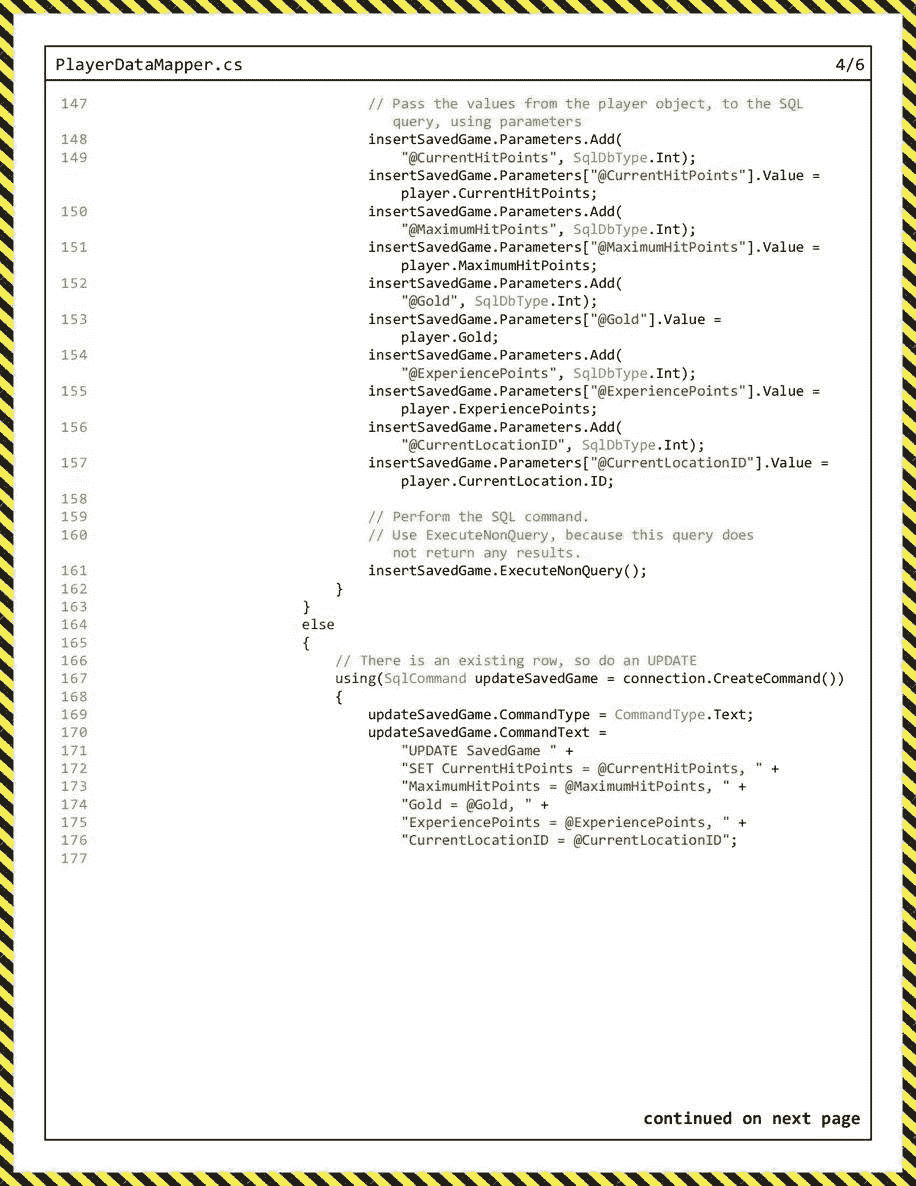 PlayerDataMapper.cs 4/6
147 // Pass the values from the player object, to the SQL
query, using parameters
148 insertSavedGame.Parameters.Add(
149 "@CurrentHitPoints", SqlDbType.Int);
insertSavedGame.Parameters["@CurrentHitPoints"].Value =
player.CurrentHitPoints;
150 insertSavedGame.Parameters.Add(
"@MaximumHitPoints", SqlDbType.Int);
151 insertSavedGame.Parameters["@MaximumHitPoints"].Value =
player.MaximumHitPoints;
152 insertSavedGame.Parameters.Add(
"@Gold", SqlDbType.Int);
153 insertSavedGame.Parameters["@Gold"].Value =
player.Gold;
154 insertSavedGame.Parameters.Add(
"@ExperiencePoints", SqlDbType.Int);
155 insertSavedGame.Parameters["@ExperiencePoints"].Value =
player.ExperiencePoints;
156 insertSavedGame.Parameters.Add(
"@CurrentLocationID", SqlDbType.Int);
157 insertSavedGame.Parameters["@CurrentLocationID"].Value =
player.CurrentLocation.ID;
158
159 // Perform the SQL command.
160 // Use ExecuteNonQuery, because this query does
not return any results.
161 insertSavedGame.ExecuteNonQuery();
162 }
163 }
164 else
165 {
166 // There is an existing row, so do an UPDATE
167 using(SqlCommand updateSavedGame = connection.CreateCommand())
168 {
169 updateSavedGame.CommandType = CommandType.Text;
170 updateSavedGame.CommandText =
171 "UPDATE SavedGame " +
172 "SET CurrentHitPoints = @CurrentHitPoints, " +
173 "MaximumHitPoints = @MaximumHitPoints, " +
174 "Gold = @Gold, " +
175 "ExperiencePoints = @ExperiencePoints, " +
176 "CurrentLocationID = @CurrentLocationID";
177
continued on next page